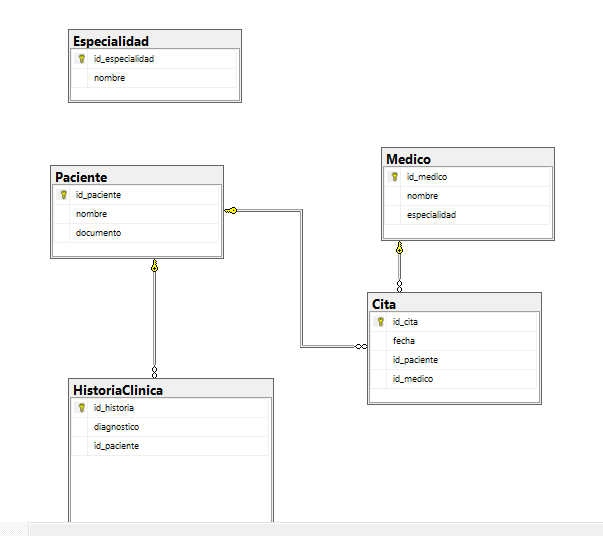 Especialidad
id_especialidad
nombre
Paciente
id_paciente
nombre
documento
Medico
id_medico
nombre
especialidad
Cita
id_cita
fecha
id_paciente
id_medico
HistoriaClinica
id_historia
diagnostico
id_paciente